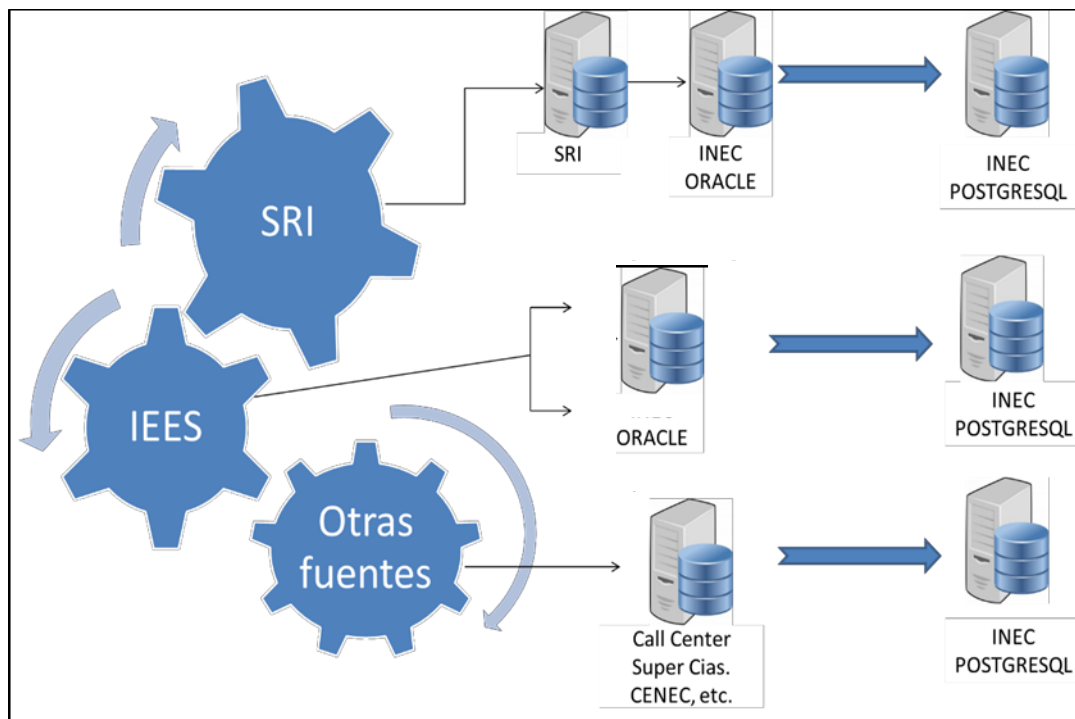 SRI
SRI
INEC
ORACLE
INEC
POSTGRESQL
IEES
ORACLE
INEC
POSTGRESQL
Otras
fuentes
Call Center
Super Cias.
CENEC, etc.
INEC
POSTGRESQL